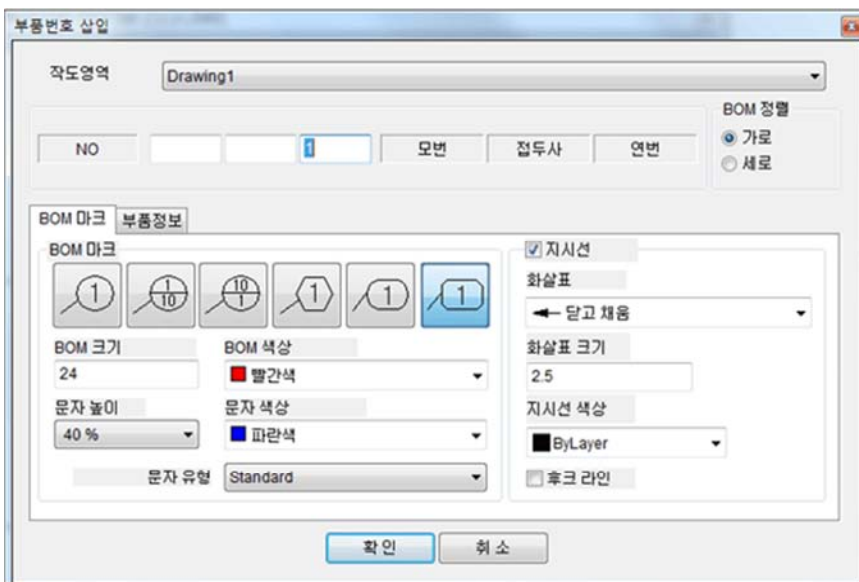 부품번호 삽입
작도영역 Drawing1
BOM 정렬
NO 1 모번 접두사 연번
가로
세로
BOM 마크 부품정보
BOM 마크
1 1 10 10 1 1 1 1
지시선
화살표
닫고 채움
BOM 크기 BOM 색상
24 빨간색
화살표 크기
2.5
문자 높이 문자 색상
40 % 파란색
지시선 색상
ByLayer
문자 유형 Standard
후크 라인
확인 취소